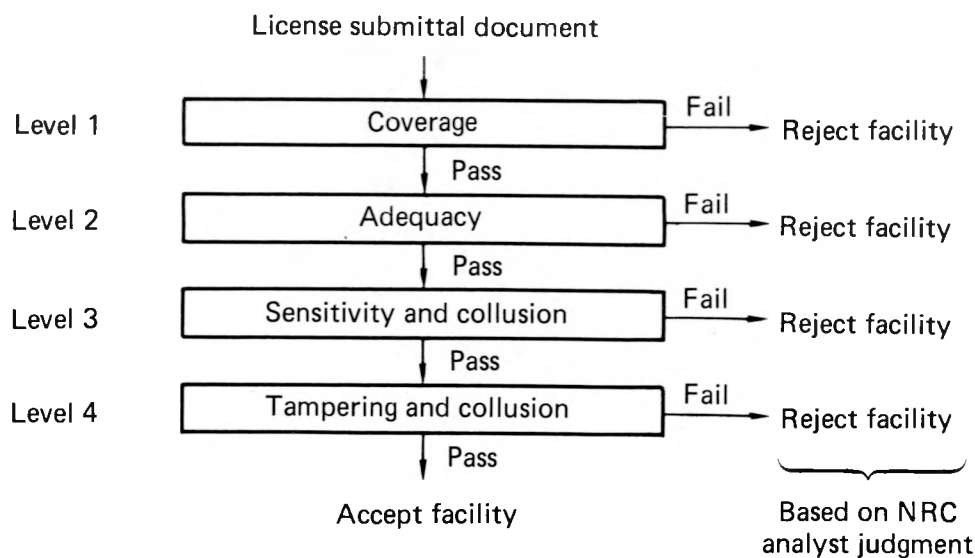 License submittal document
Level 1
Coverage
Fail
Reject facility
Pass
Level 2
Adequacy
Fail
Reject facility
Pass
Level 3
Sensitivity and collusion
Fail
Reject facility
Pass
Level 4
Tampering and collusion
Fail
Reject facility
Pass
Accept facility
Based on NRC
analyst judgment